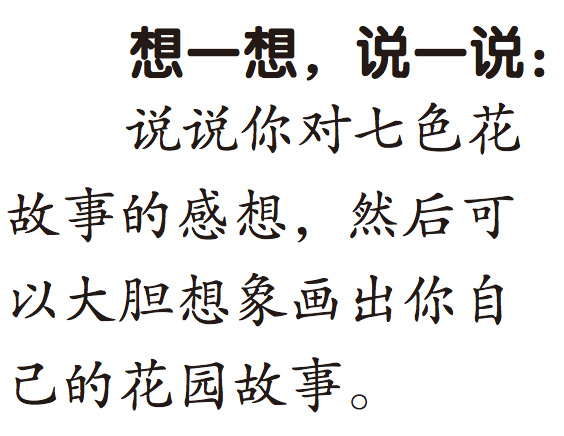 想一想，说一说：
说说你对七色花
故事的感想，然后可
以大胆想象画出你自
己的花园故事。